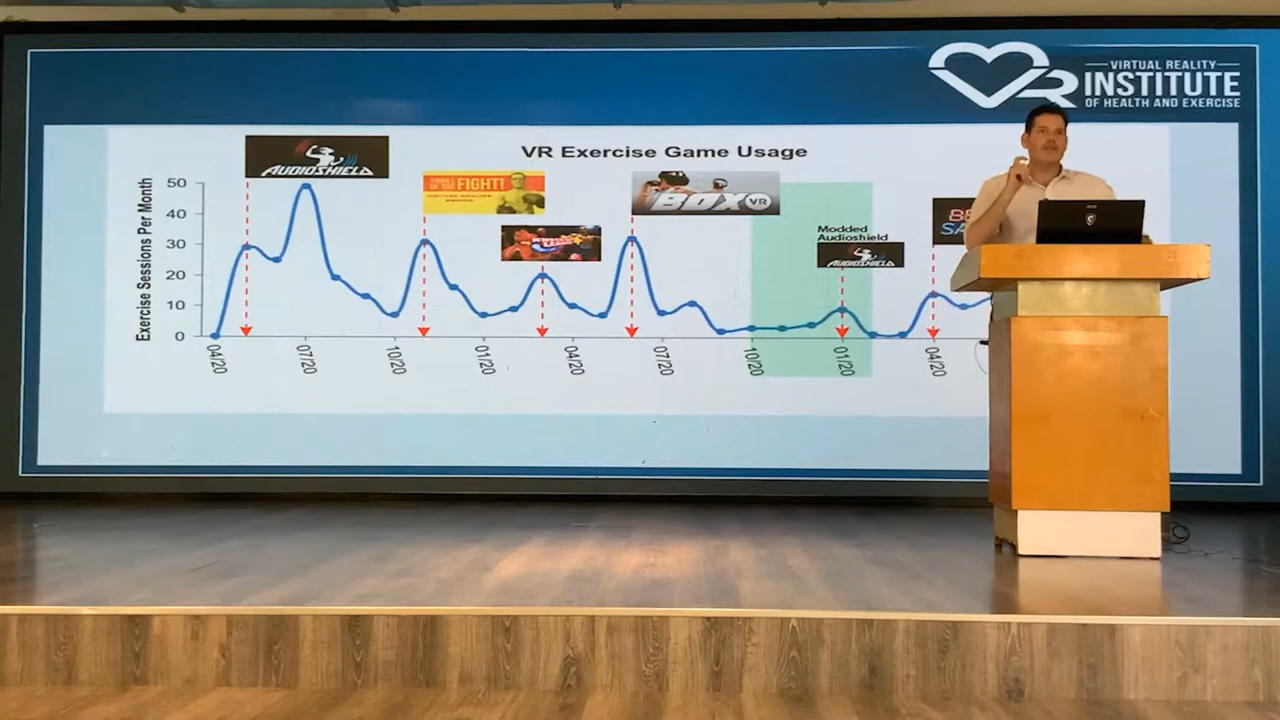 VIRTUAL REALITY
INSTITUTE
OF HEALTH AND EXERCISE
VR Exercise Game Usage
AUDIOSHIELD
FIGHT!
BOXVR
Modded
Audioshield
AUDIOSHIELD
Exercise Sessions Per Month
50
40
30
20
10
0
04/20
07/20
10/20
01/20
04/20
07/20
10/20
01/20
04/20